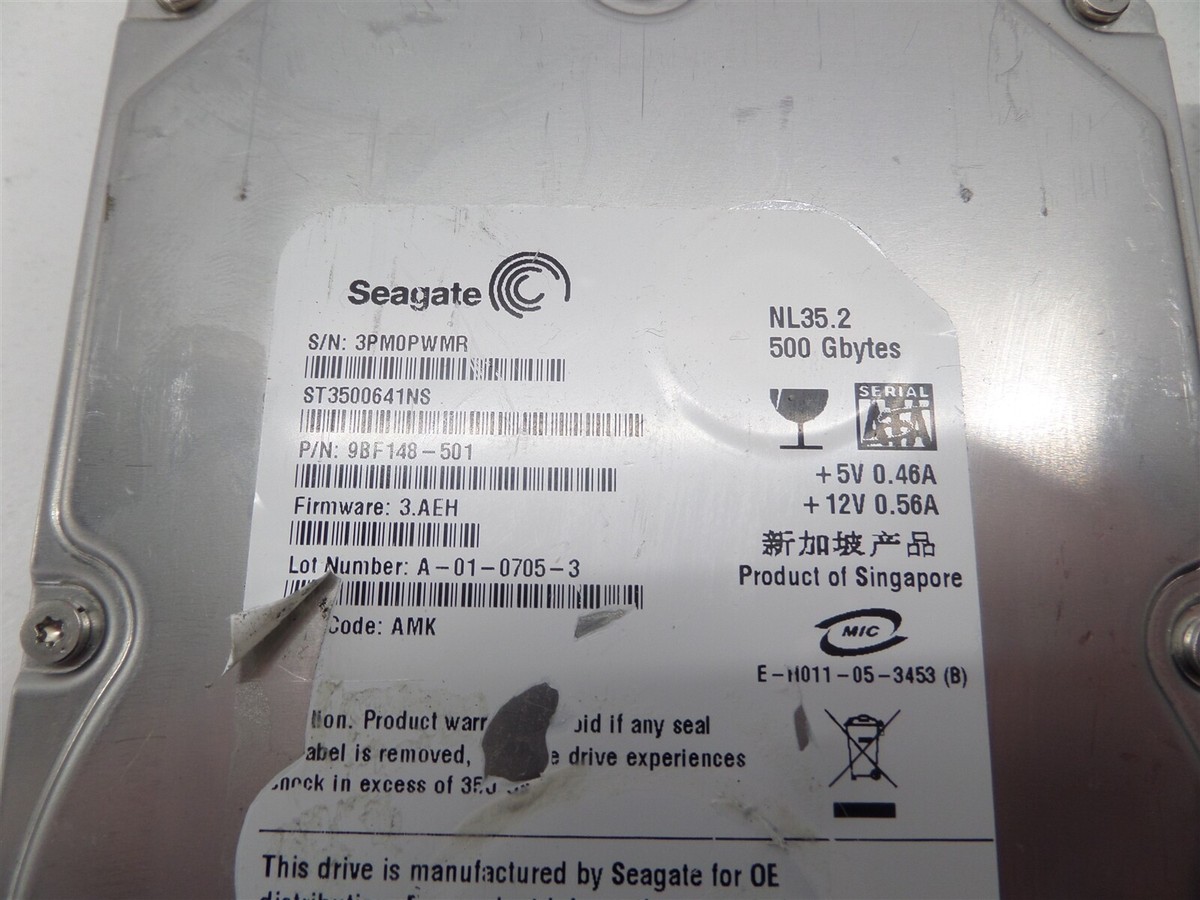 Seagate
S/N: 3PM0PWMR
ST3500641NS
P/N: 9BF148-501
Firmware: 3.AEH
Lot Number: A-01-0705-3
Code: AMK
NL35.2
500 Gbytes
SERIAL
ATA
+5V 0.46A
+12V 0.56A
新加坡产品
Product of Singapore
MIC
E-H011-05-3453 (B)
Product if any seal
is removed, drive experiences
in excess of
This drive is manufactured by Seagate for OE